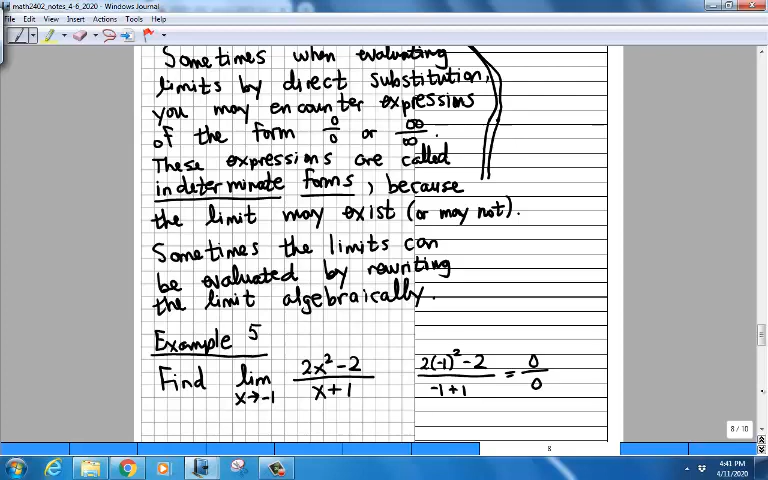 math2402_notes_4-6_2020 - Windows Journal
File Edit View Insert Actions Tools Help
Sometimes when evaluating
limits by direct substitution,
you may encounter expressions
of the form 0/0 or ∞/∞.
These expressions are called
indeterminate forms, because
the limit may exist (or may not).
Sometimes the limits can
be evaluated by rewriting
the limit algebraically.
Example 5
Find lim x→-1 (2x² - 2)/(x + 1)
(2(-1)² - 2)/(-1 + 1) = 0/0
8 / 10
8
4:41 PM
4/11/2020